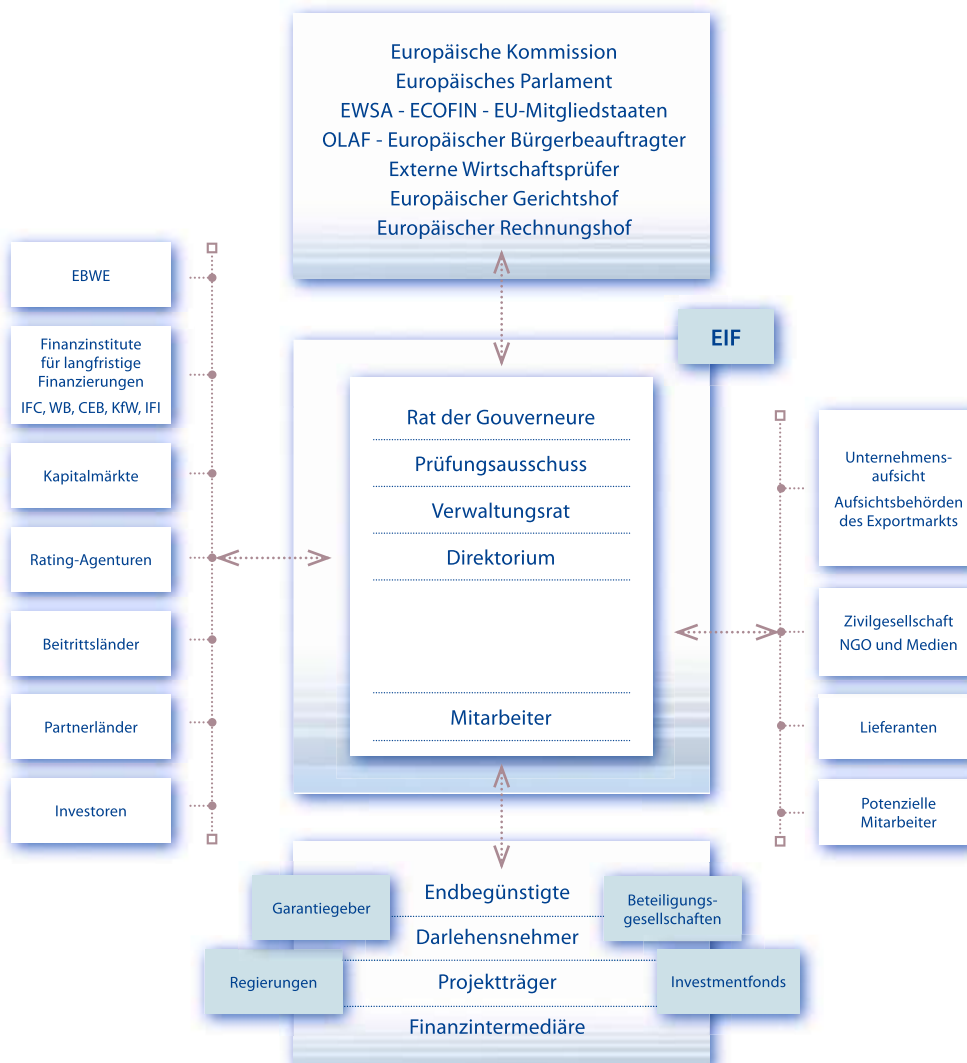 Europäische Kommission
Europäisches Parlament
EWSA - ECOFIN - EU-Mitgliedstaaten
OLAF - Europäischer Bürgerbeauftragter
Externe Wirtschaftsprüfer
Europäischer Gerichtshof
Europäischer Rechnungshof
EBWE
Finanzinstitute
für langfristige
Finanzierungen
IFC, WB, CEB, KfW, IFI
Kapitalmärkte
Rating-Agenturen
Beitrittsländer
Partnerländer
Investoren
EIF
Rat der Gouverneure
Prüfungsausschuss
Verwaltungsrat
Direktorium
Mitarbeiter
Unternehmens-
aufsicht
Aufsichtsbehörden
des Exportmarkts
Zivilgesellschaft
NGO und Medien
Lieferanten
Potenzielle
Mitarbeiter
Garantiegeber
Regierungen
Endbegünstigte
Darlehensnehmer
Projektträger
Finanzintermediäre
Beteiligungs-
gesellschaften
Investmentfonds